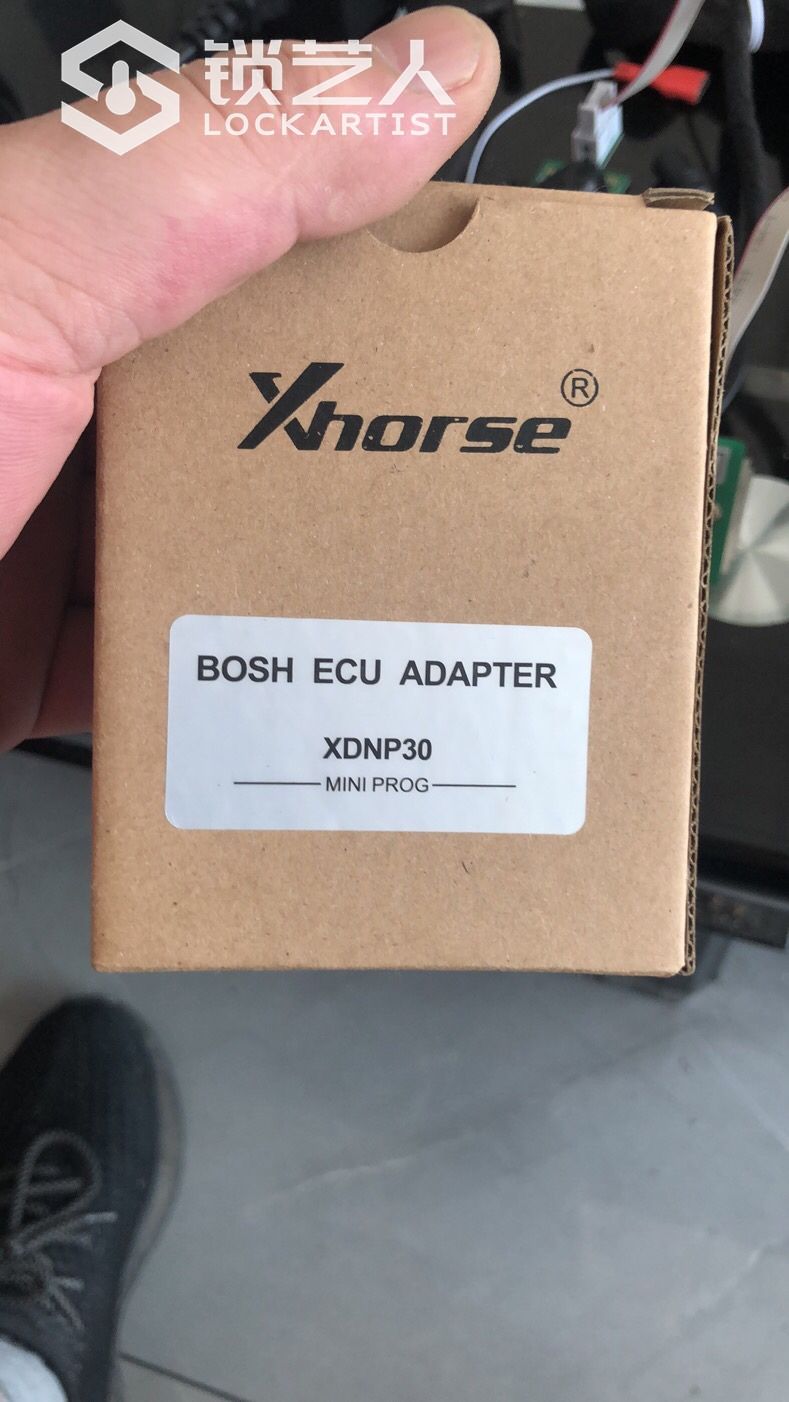 锁艺人
LOCKARTIST
Xhorse®
BOSH ECU ADAPTER
XDNP30
MINI PROG